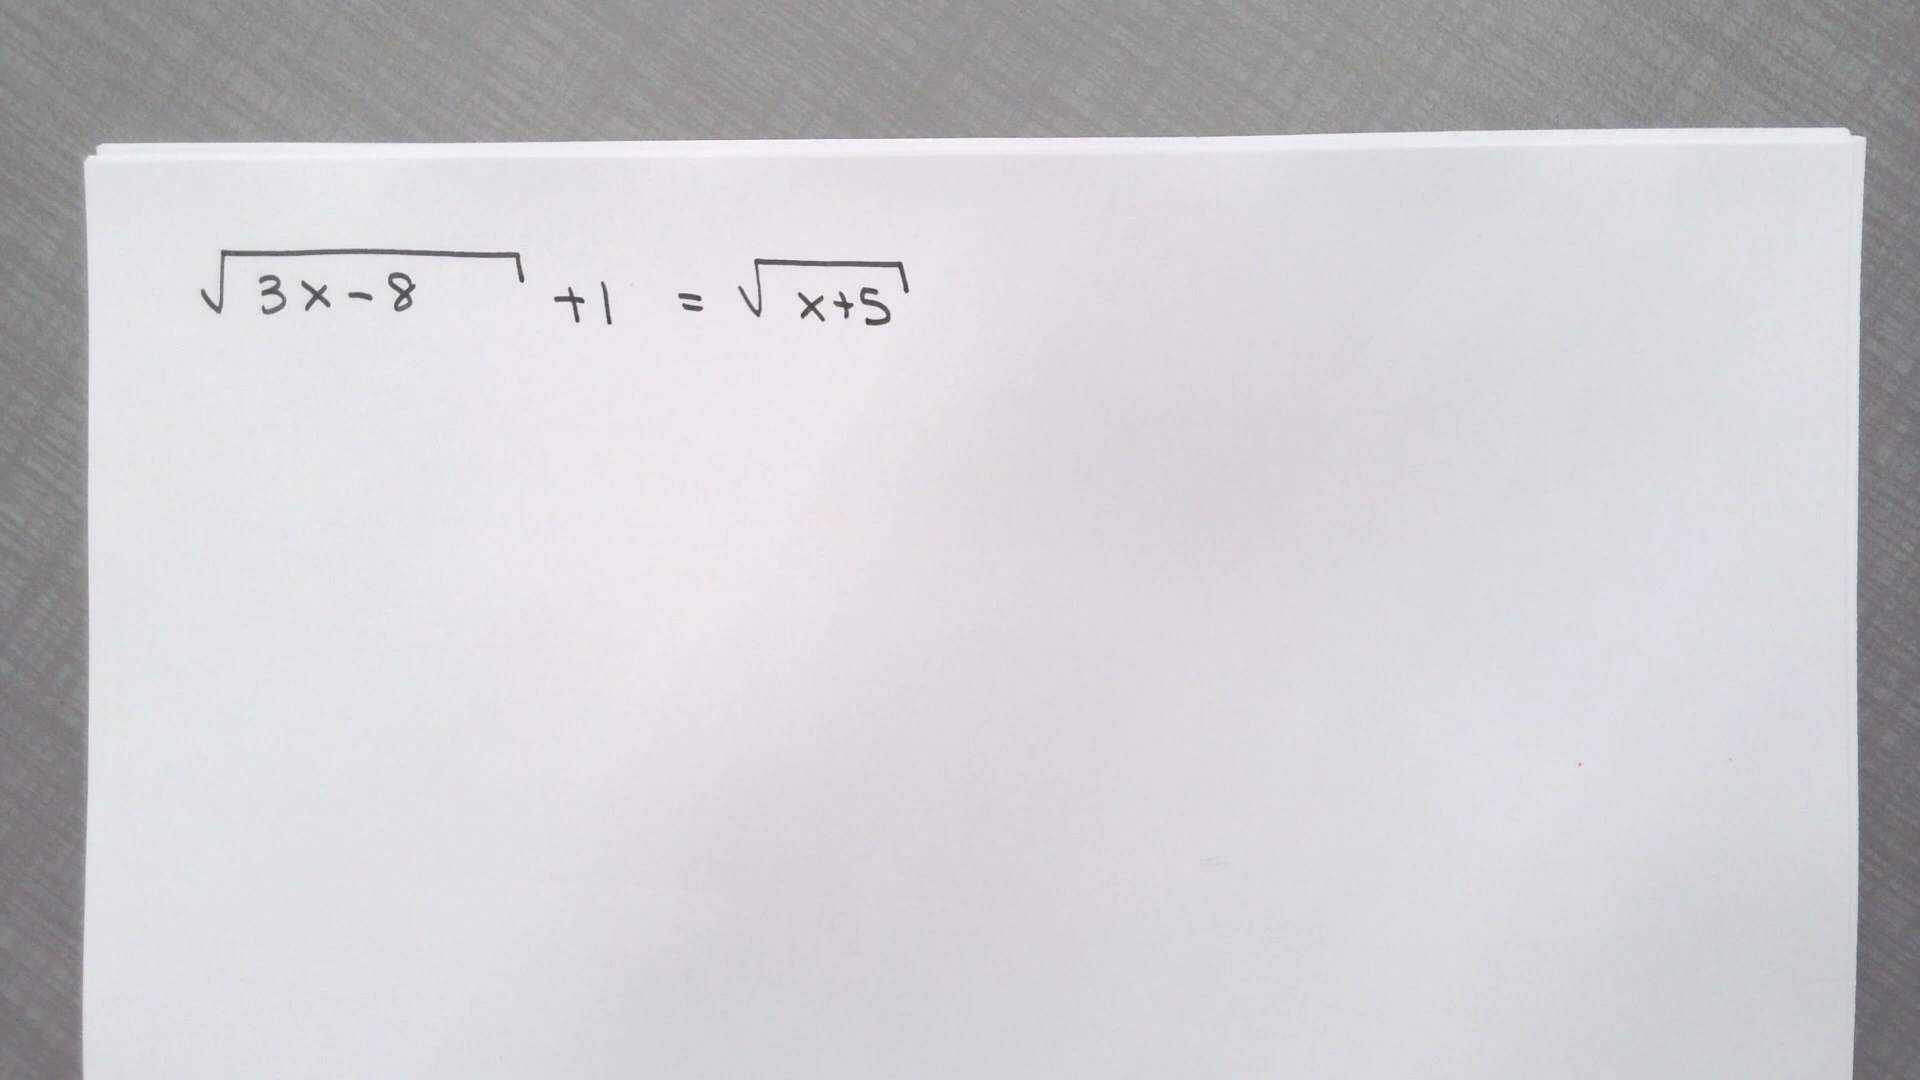 √(3x-8) +1 = √(x+5)